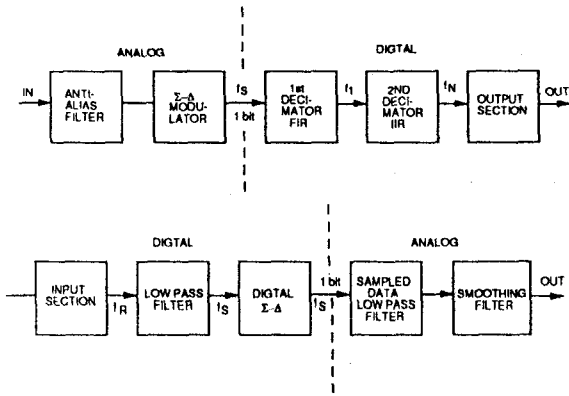 ANALOG
DIGTAL
IN
ANTI-
ALIAS
FILTER
Σ–Δ
MODU-
LATOR
fS
1 bit
1st
DECI-
MATOR
FIR
f1
2ND
DECI-
MATOR
IIR
fN
OUTPUT
SECTION
OUT
DIGTAL
ANALOG
INPUT
SECTION
fR
LOW PASS
FILTER
fS
DIGTAL
Σ–Δ
1 bit
fS
SAMPLED
DATA
LOW PASS
FILTER
SMOOTHING
FILTER
OUT